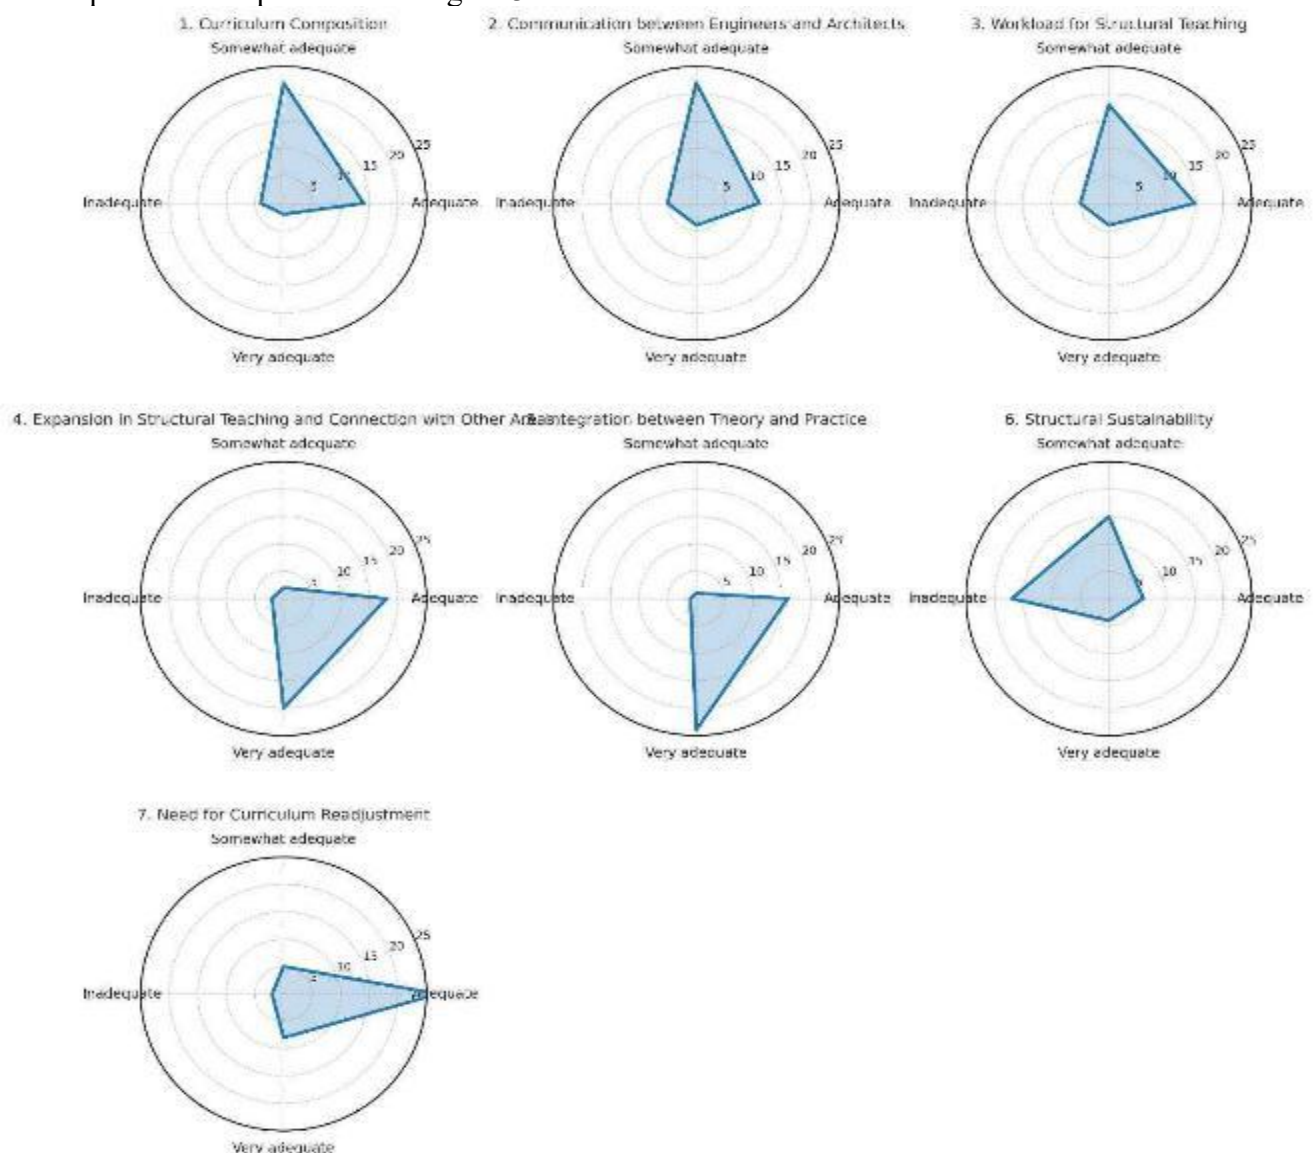 1. Curriculum Composition
Somewhat adequate
25
20
15
5
Inadequate
Adequate
Very adequate
2. Communication between Engineers and Architects
Somewhat adequate
25
20
15
10
5
Inadequate
Adequate
Very adequate
3. Workload for Structural Teaching
Somewhat adequate
25
20
15
10
5
Inadequate
Adequate
Very adequate
4. Expansion in Structural Teaching and Connection with Other Areas
Somewhat adequate
25
20
15
10
5
Inadequate
Adequate
Very adequate
Integration between Theory and Practice
Somewhat adequate
25
20
15
10
5
Inadequate
Adequate
Very adequate
6. Structural Sustainability
Somewhat adequate
25
20
15
10
5
Inadequate
Adequate
Very adequate
7. Need for Curriculum Readjustment
Somewhat adequate
25
20
15
10
5
Inadequate
Adequate
Very adequate